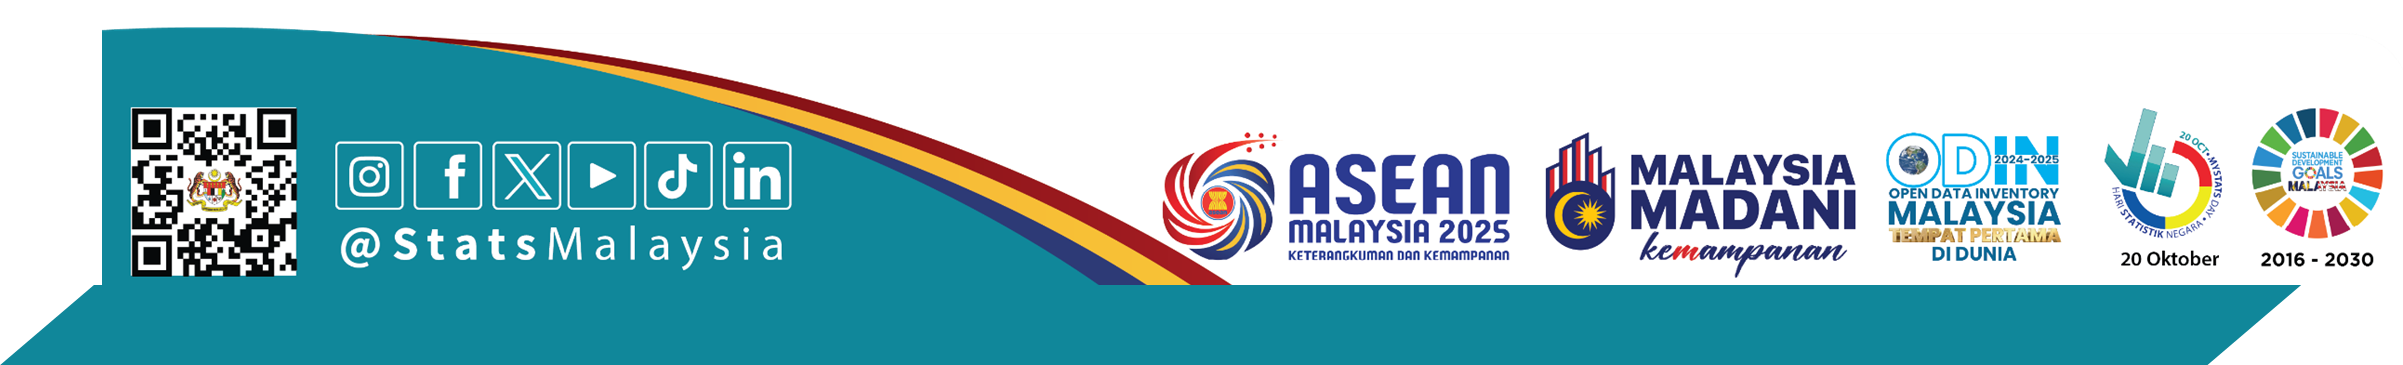 @StatsMalaysia
ASEAN
MALAYSIA 2025
KETERANGKUMAN DAN KEMAMPANAN
MALAYSIA
MADANI
kemampanan
ODIN
2024-2025
OPEN DATA INVENTORY
MALAYSIA
TEMPAT PERTAMA
DI DUNIA
20 OCT • MYSTATS DAY • HARI STATISTIK NEGARA
20 Oktober
SUSTAINABLE
DEVELOPMENT
GOALS
MALAYSIA
2016 - 2030